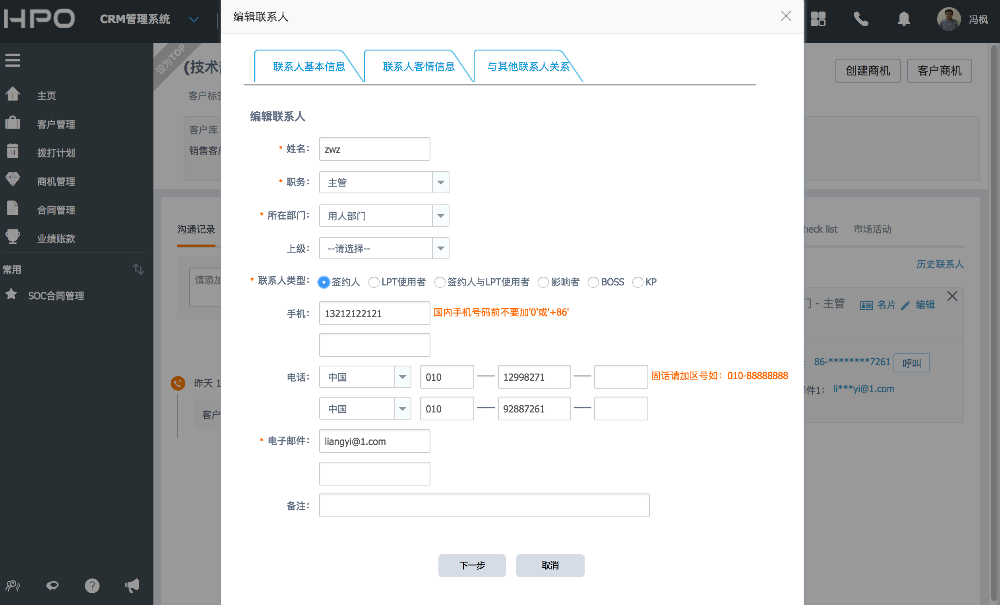 HPO
CRM管理系统
编辑联系人
冯枫
设为TOP
(技术
创建商机
客户商机
联系人基本信息
联系人客情信息
与其他联系人关系
主页
客户管理
拨打计划
14
商机管理
合同管理
业绩账款
常用
SOC合同管理
客户标签
客户库
销售客户
沟通记录
heck list
市场活动
请添加
历史联系人
门 - 主管
名片
编辑
86-********7261
呼叫
邮件1：
li***yi@1.com
昨天 1
客户
编辑联系人
* 姓名：
zwz
* 职务：
主管
* 所在部门：
用人部门
上级：
--请选择--
* 联系人类型：
签约人 LPT使用者 签约人与LPT使用者 影响者 BOSS KP
手机：
13212122121
国内手机号码前不要加'0'或'+86'
电话：
中国
010
12998271
固话请加区号如：010-88888888
中国
010
92887261
* 电子邮件：
liangyi@1.com
备注：
下一步
取消